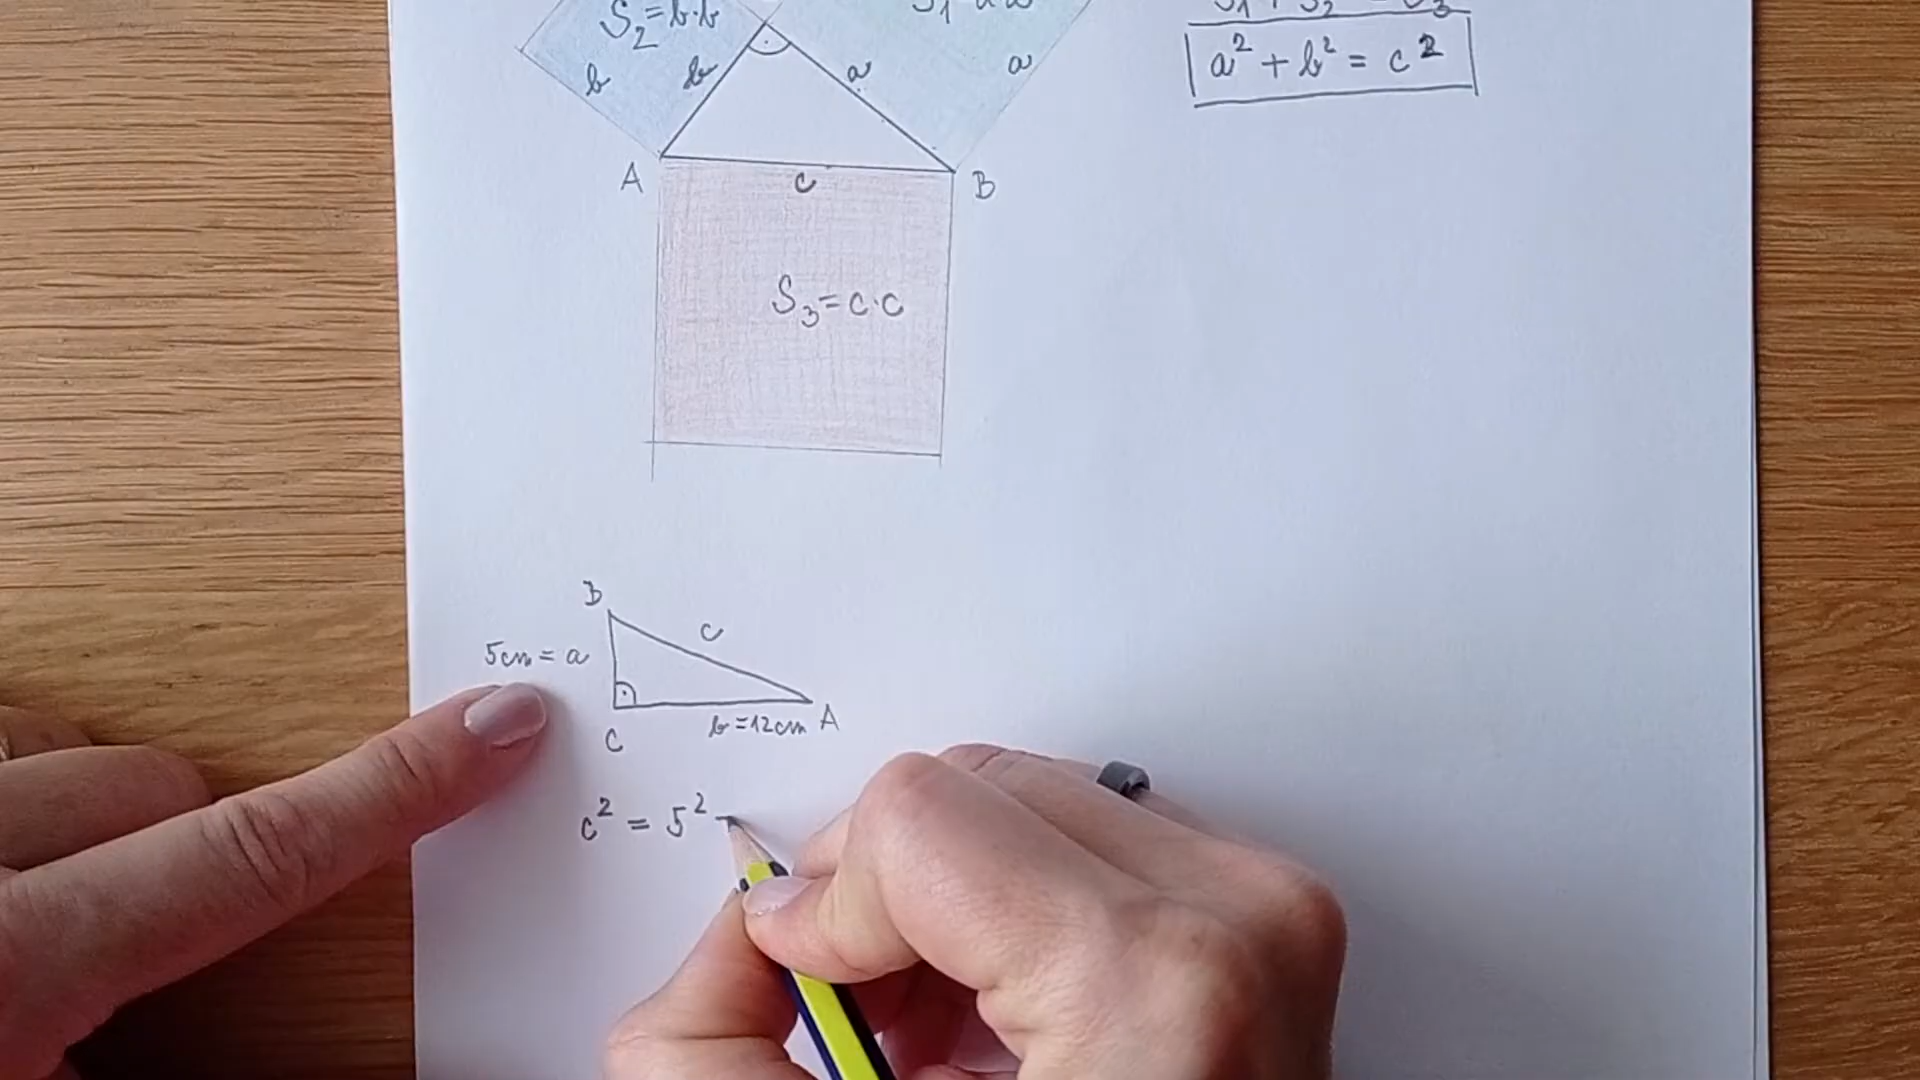 S₂ = b·b
b
b
a
a
a² + b² = c²
A
c
B
S₃ = c·c
B
c
5cm = a
b = 12cm
A
C
c² = 5²